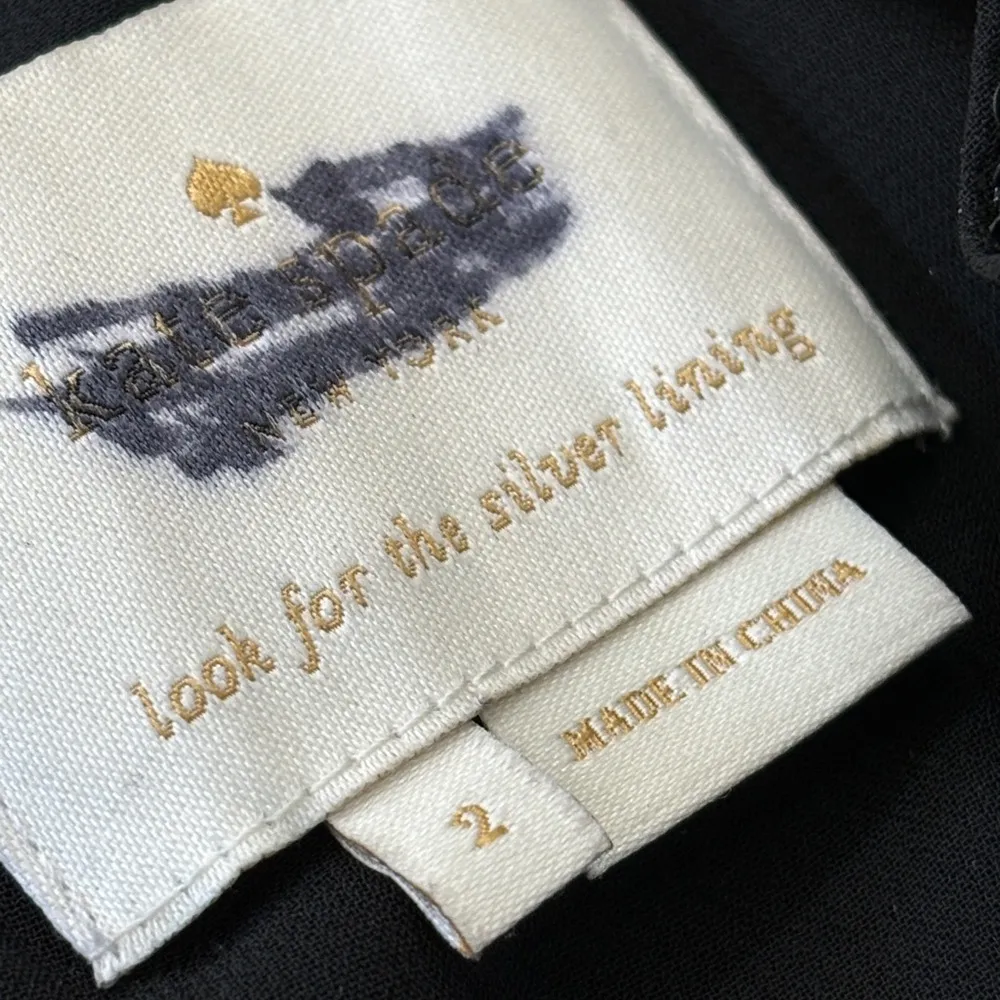 kate spade
NEW YORK
look for the silver lining
MADE IN CHINA
2